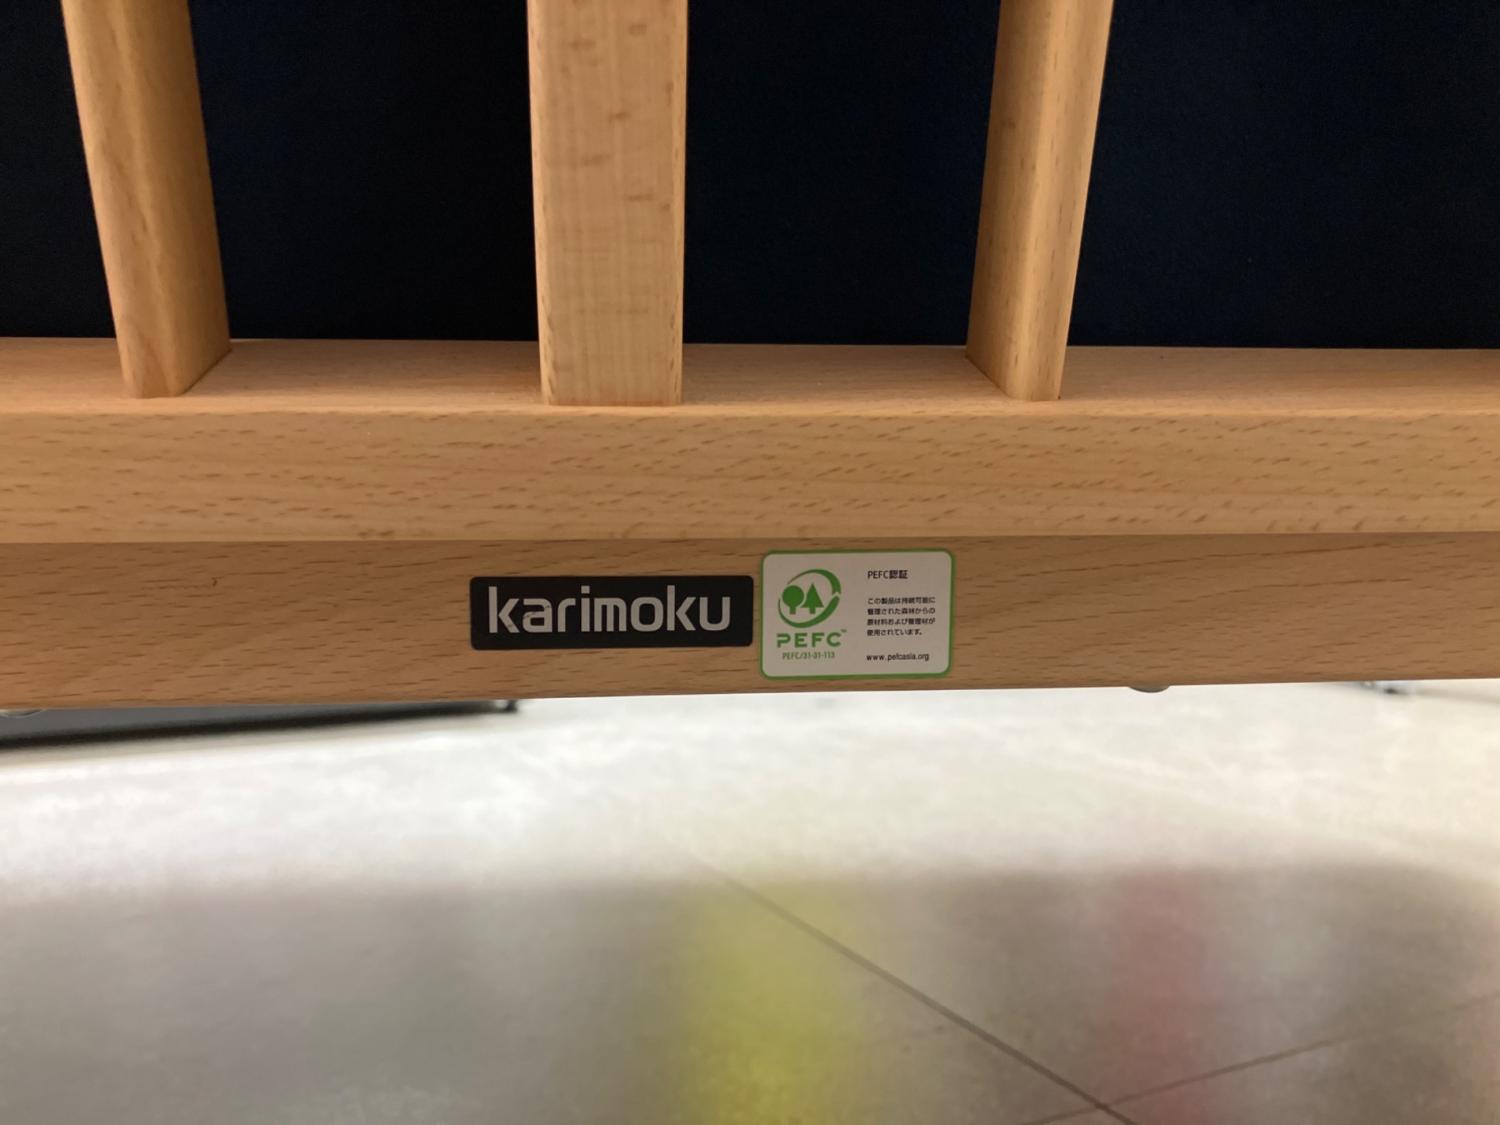 karimoku
PEFC™
PEFC/31-31-113
PEFC認証
この製品は持続可能に
管理された森林からの
原材料および管理材が
使用されています。
www.pefcasia.org